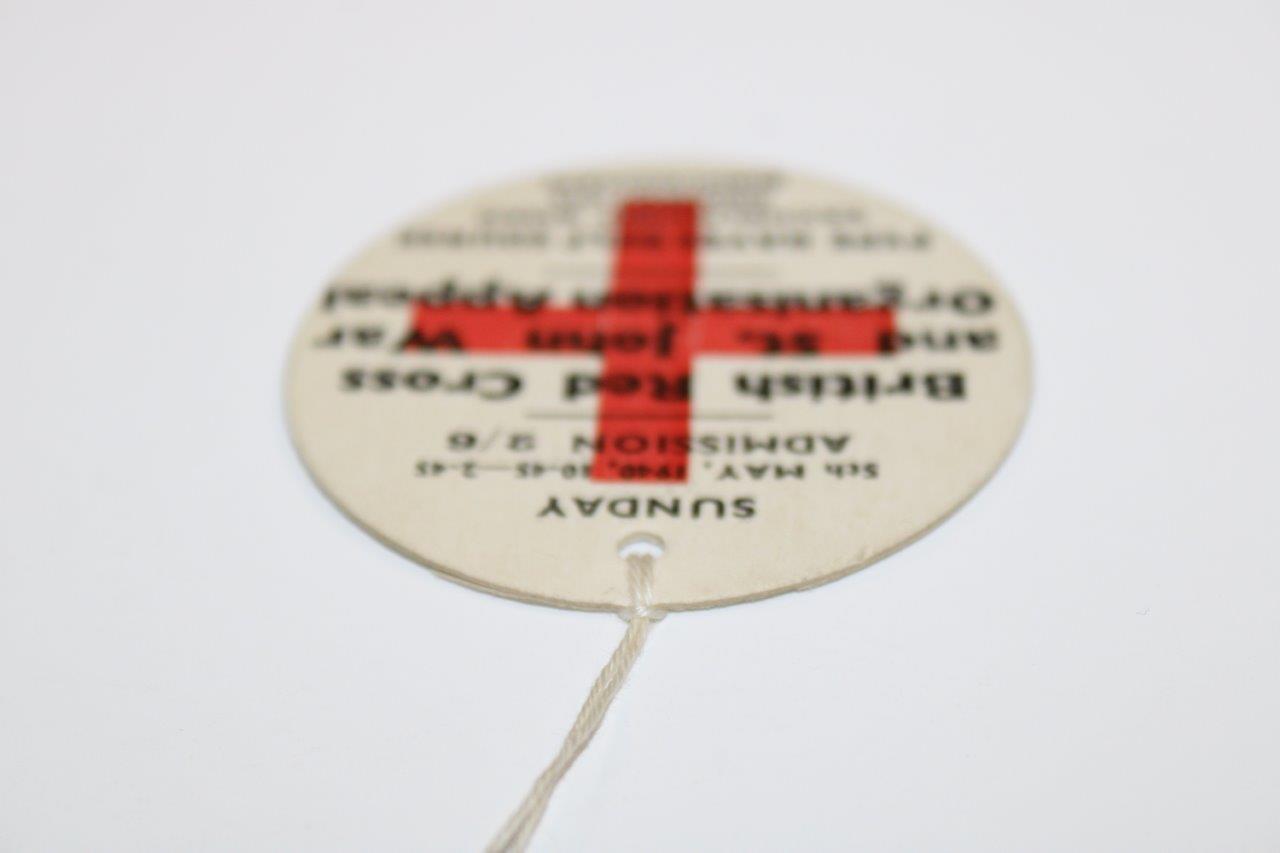 SUNDAY
5th MAY, 1940, 10-45—2-45
ADMISSION 2/6
British Red Cross
and St. John War
Organisation Appeal